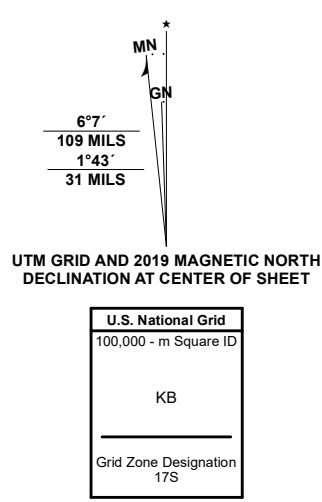 MN
GN
6°7´
109 MILS
1°43´
31 MILS
UTM GRID AND 2019 MAGNETIC NORTH
DECLINATION AT CENTER OF SHEET
U.S. National Grid
100,000 - m Square ID
KB
Grid Zone Designation
17S